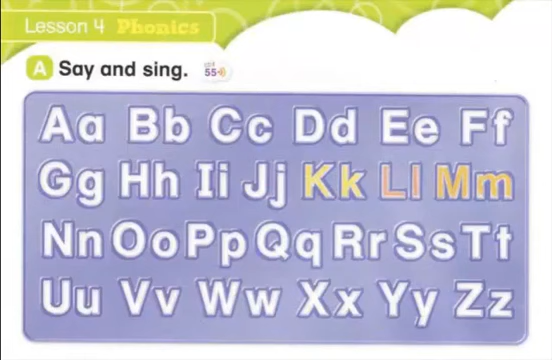 Lesson 4 Phonics
A Say and sing. 55
Aa Bb Cc Dd Ee Ff
Gg Hh Ii Jj Kk Ll Mm
Nn Oo Pp Qq Rr Ss Tt
Uu Vv Ww Xx Yy Zz